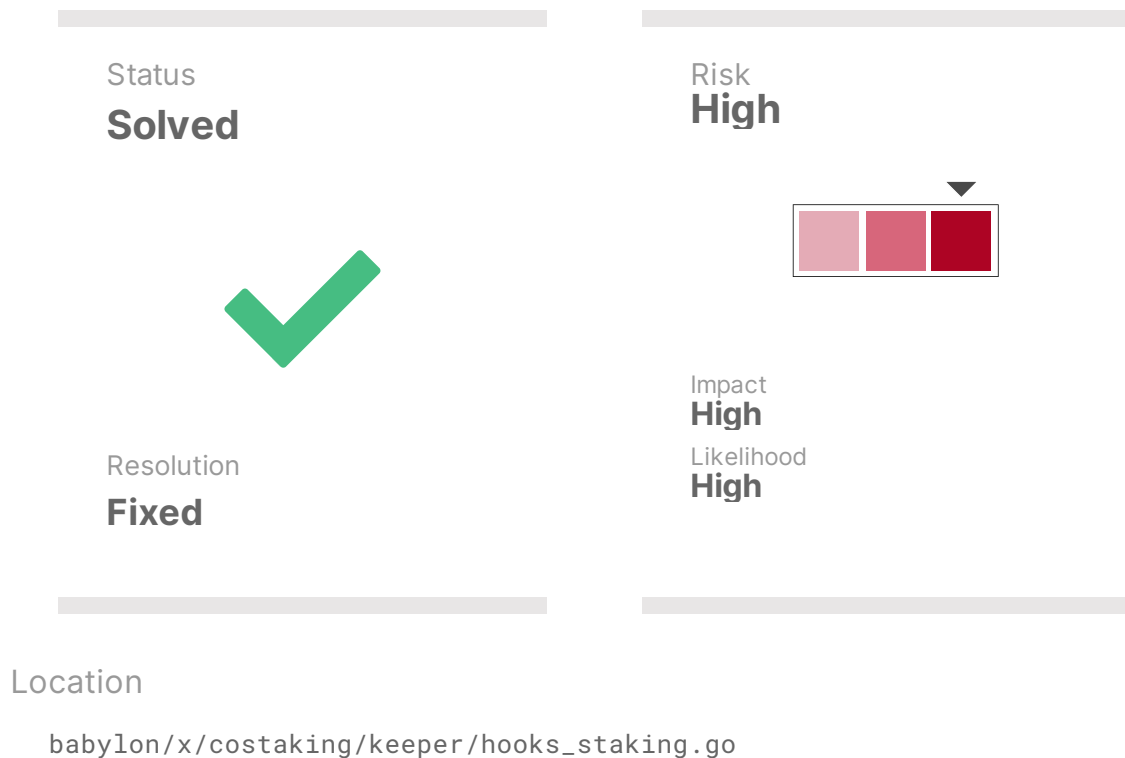 Status
Solved
Resolution
Fixed
Risk
High
Impact
High
Likelihood
High
Location
babylon/x/costaking/keeper/hooks_staking.go